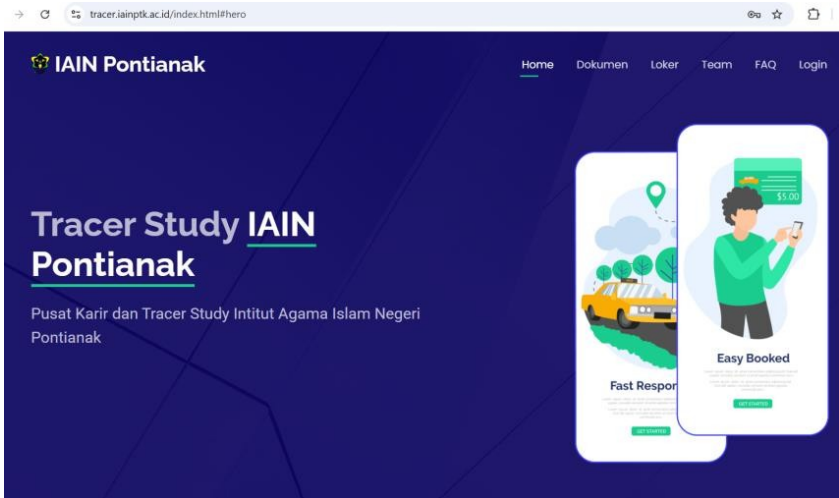 tracer.iainptk.ac.id/index.html#hero
IAIN Pontianak
Home Dokumen Loker Team FAQ Login
Tracer Study IAIN
Pontianak
Pusat Karir dan Tracer Study Intitut Agama Islam Negeri
Pontianak
$5.00
Easy Booked
GET STARTED
Fast Respon
GET STARTED